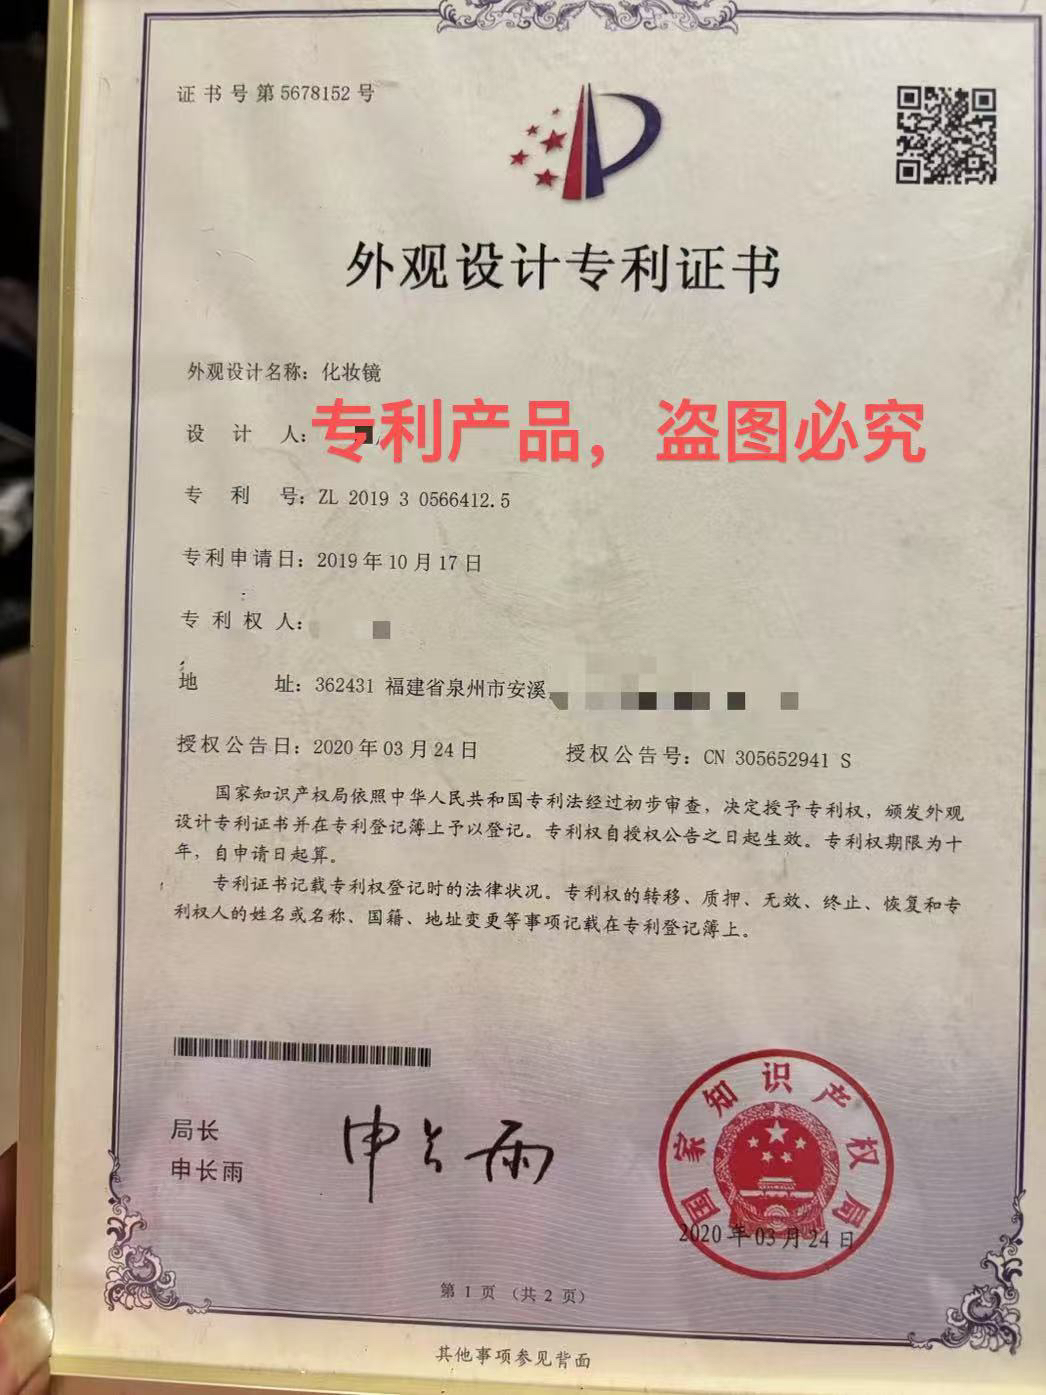 证书号第5678152号
外观设计专利证书
外观设计名称：化妆镜
专利产品，盗图必究
设计人：
专利号：ZL 2019 3 0566412.5
专利申请日：2019年10月17日
专利权人：
地址：362431 福建省泉州市安溪
授权公告日：2020年03月24日 授权公告号：CN 305652941 S
国家知识产权局依照中华人民共和国专利法经过初步审查，决定授予专利权，颁发外观
设计专利证书并在专利登记簿上予以登记。专利权自授权公告之日起生效。专利权期限为十
年，自申请日起算。
专利证书记载专利权登记时的法律状况。专利权的转移、质押、无效、终止、恢复和专
利权人的姓名或名称、国籍、地址变更等事项记载在专利登记簿上。
局长
申长雨
申长雨
国家知识产权局
2020年03月24日
第1页（共2页）
其他事项参见背面